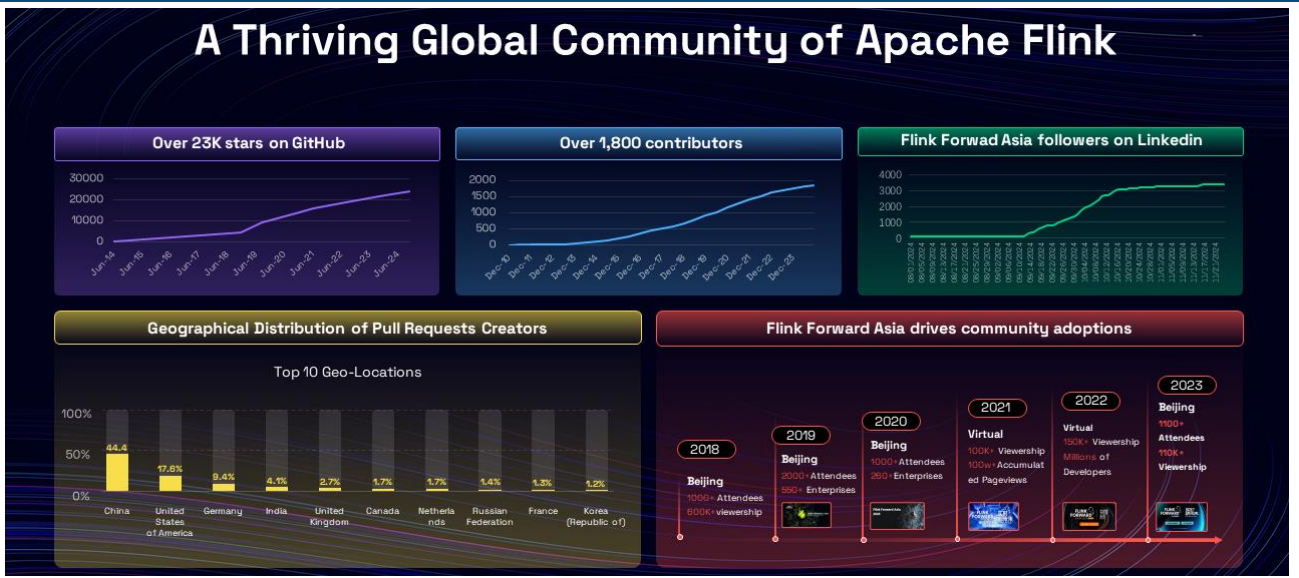 A Thriving Global Community of Apache Flink
Over 23K stars on GitHub
30000
20000
10000
0
Jun-14
Jun-15
Jun-16
Jun-17
Jun-18
Jun-19
Jun-20
Jun-21
Jun-22
Jun-23
Jun-24
Over 1,800 contributors
2000
1500
1000
500
0
Dec-10
Dec-11
Dec-12
Dec-13
Dec-14
Dec-15
Dec-16
Dec-17
Dec-18
Dec-19
Dec-20
Dec-21
Dec-22
Dec-23
Flink Forwad Asia followers on Linkedin
4000
3000
2000
1000
0
Geographical Distribution of Pull Requests Creators
Top 10 Geo-Locations
100%
50%
0%
44.4
17.6%
9.4%
4.1%
2.7%
1.7%
1.7%
1.4%
1.3%
1.2%
China
United
States
of America
Germany
India
United
Kingdom
Canada
Netherla
nds
Russian
Federation
France
Korea
(Republic of)
Flink Forward Asia drives community adoptions
2018
Beijing
1000+ Attendees
600K+ viewership
2019
Beijing
2000+ Attendees
550+ Enterprises
2020
Beijing
1000+ Attendees
260+ Enterprises
2021
Virtual
100K+ Viewership
100w+ Accumulat
ed Pageviews
2022
Virtual
150K+ Viewership
Millions of
Developers
2023
Beijing
1100+
Attendees
110K+
Viewership